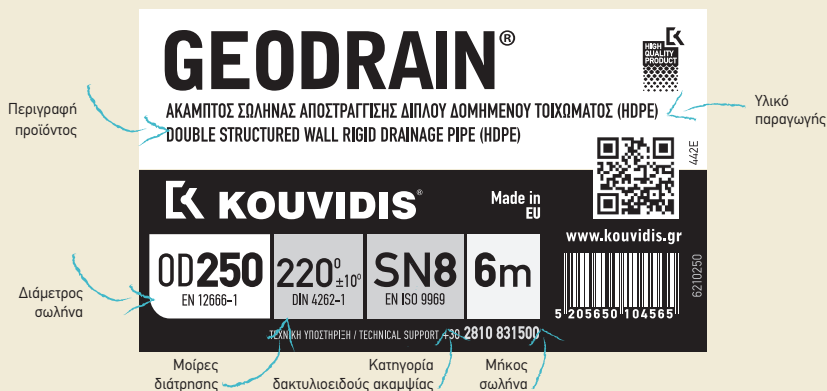 GEODRAIN®
HIGH
QUALITY
PRODUCT
ΑΚΑΜΠΤΟΣ ΣΩΛΗΝΑΣ ΑΠΟΣΤΡΑΓΓΙΣΗΣ ΔΙΠΛΟΥ ΔΟΜΗΜΕΝΟΥ ΤΟΙΧΩΜΑΤΟΣ (HDPE)
DOUBLE STRUCTURED WALL RIGID DRAINAGE PIPE (HDPE)
Περιγραφή
προϊόντος
Υλικό
παραγωγής
442E
KOUVIDIS®
Made in
EU
www.kouvidis.gr
OD250
EN 12666-1
220° ±10°
DIN 4262-1
SN8
EN ISO 9969
6m
6210250
5 205650 104565
ΤΕΧΝΙΚΗ ΥΠΟΣΤΗΡΙΞΗ / TECHNICAL SUPPORT +30 2810 831500
Διάμετρος
σωλήνα
Μοίρες
διάτρησης
Κατηγορία
δακτυλιοειδούς ακαμψίας
Μήκος
σωλήνα